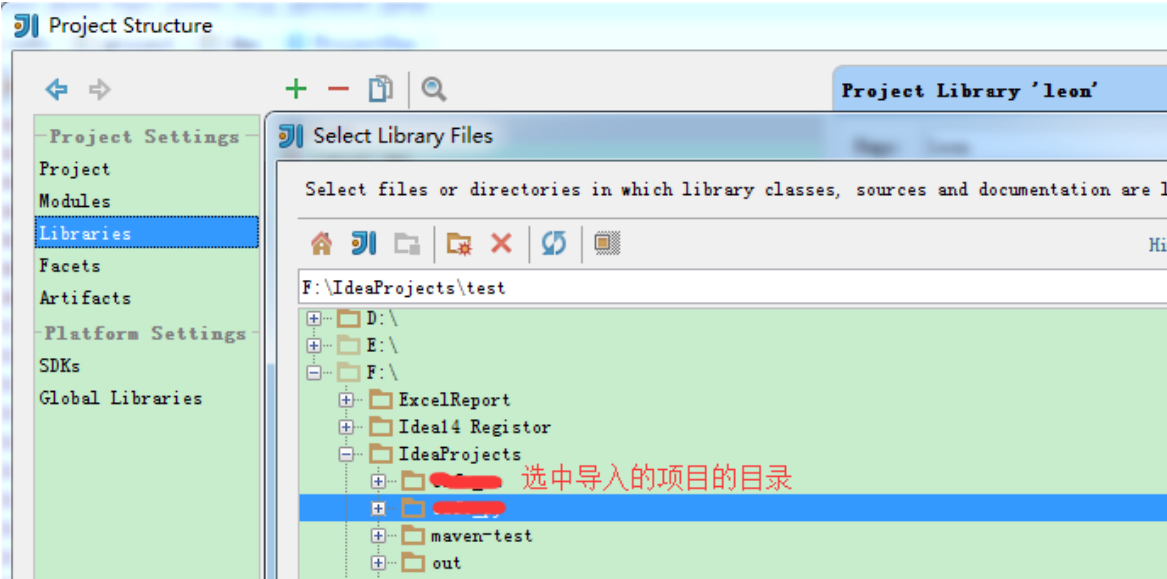 Project Structure
Project Library 'leon'
Project Settings
Project
Modules
Libraries
Facets
Artifacts
Platform Settings
SDKs
Global Libraries
Select Library Files
Select files or directories in which library classes, sources and documentation are l
Hi
F:\IdeaProjects\test
D:\
E:\
F:\
ExcelReport
Idea14 Registor
IdeaProjects
选中导入的项目的目录
maven-test
out